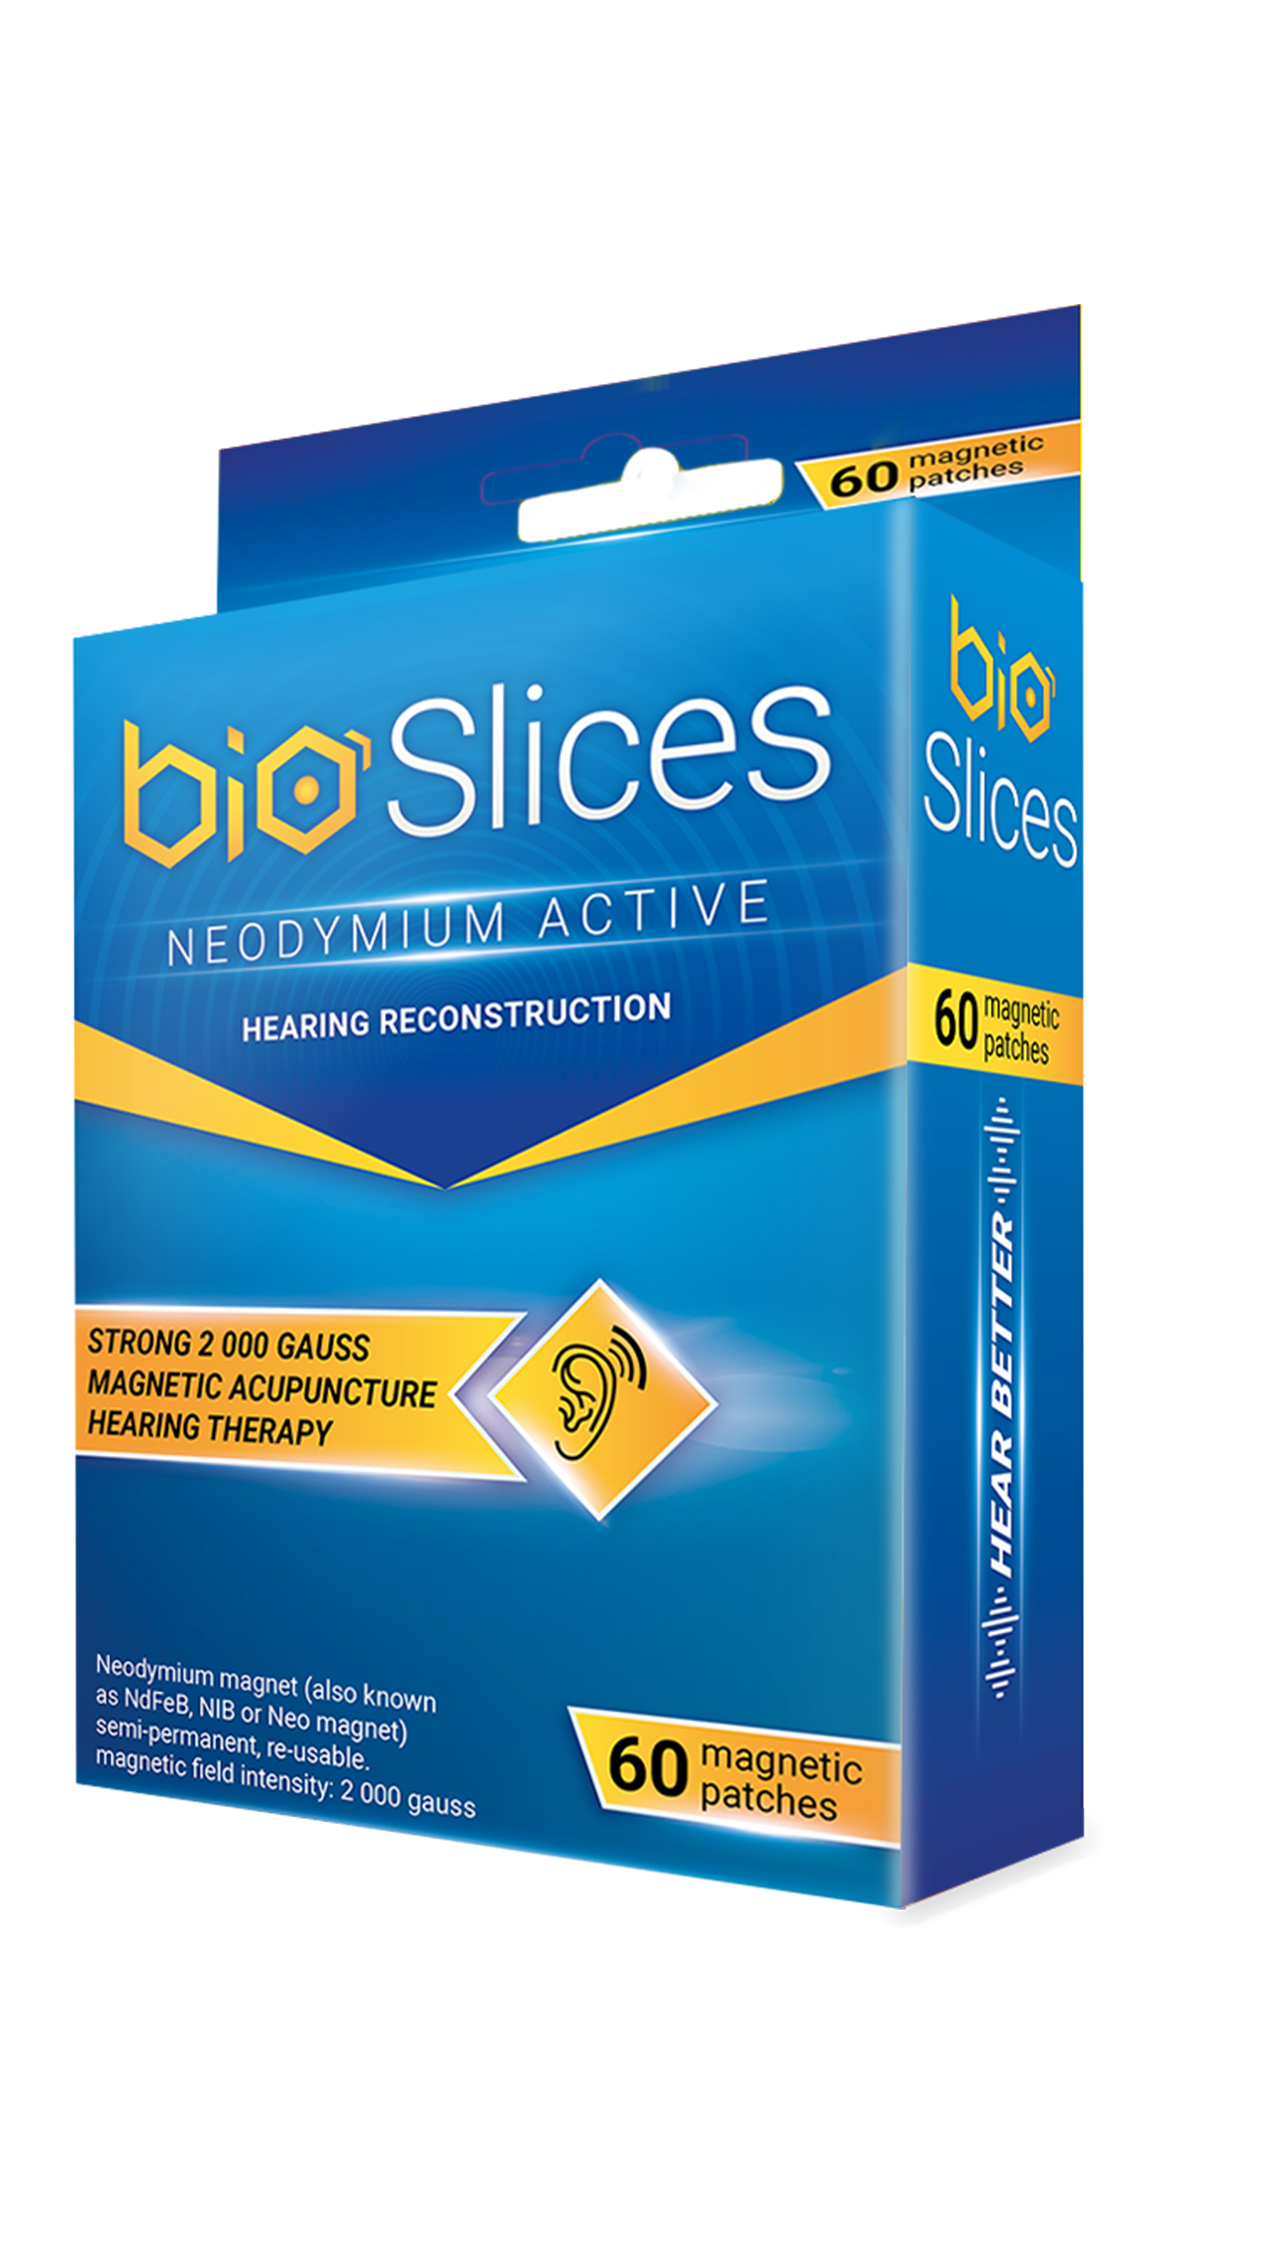 60 magnetic
patches
bio Slices
NEODYMIUM ACTIVE
HEARING RECONSTRUCTION
STRONG 2 000 GAUSS
MAGNETIC ACUPUNCTURE
HEARING THERAPY
Neodymium magnet (also known
as NdFeB, NIB or Neo magnet)
semi-permanent, re-usable.
magnetic field intensity: 2 000 gauss
60 magnetic
patches
bio
Slices
60 magnetic
patches
HEAR BETTER